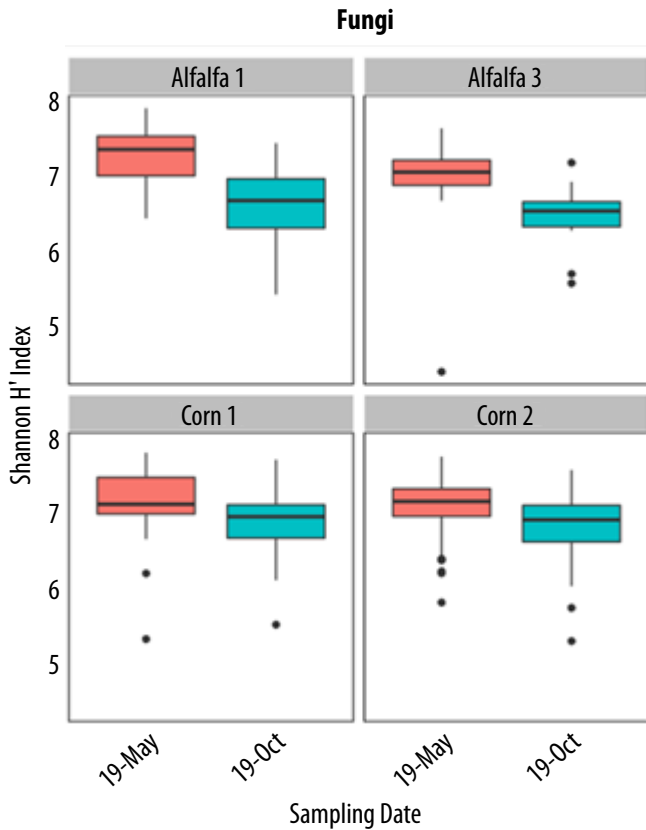 Fungi
Alfalfa 1
Alfalfa 3
8
7
6
5
Corn 1
Corn 2
8
7
6
5
Shannon H' Index
19-May
19-Oct
19-May
19-Oct
Sampling Date